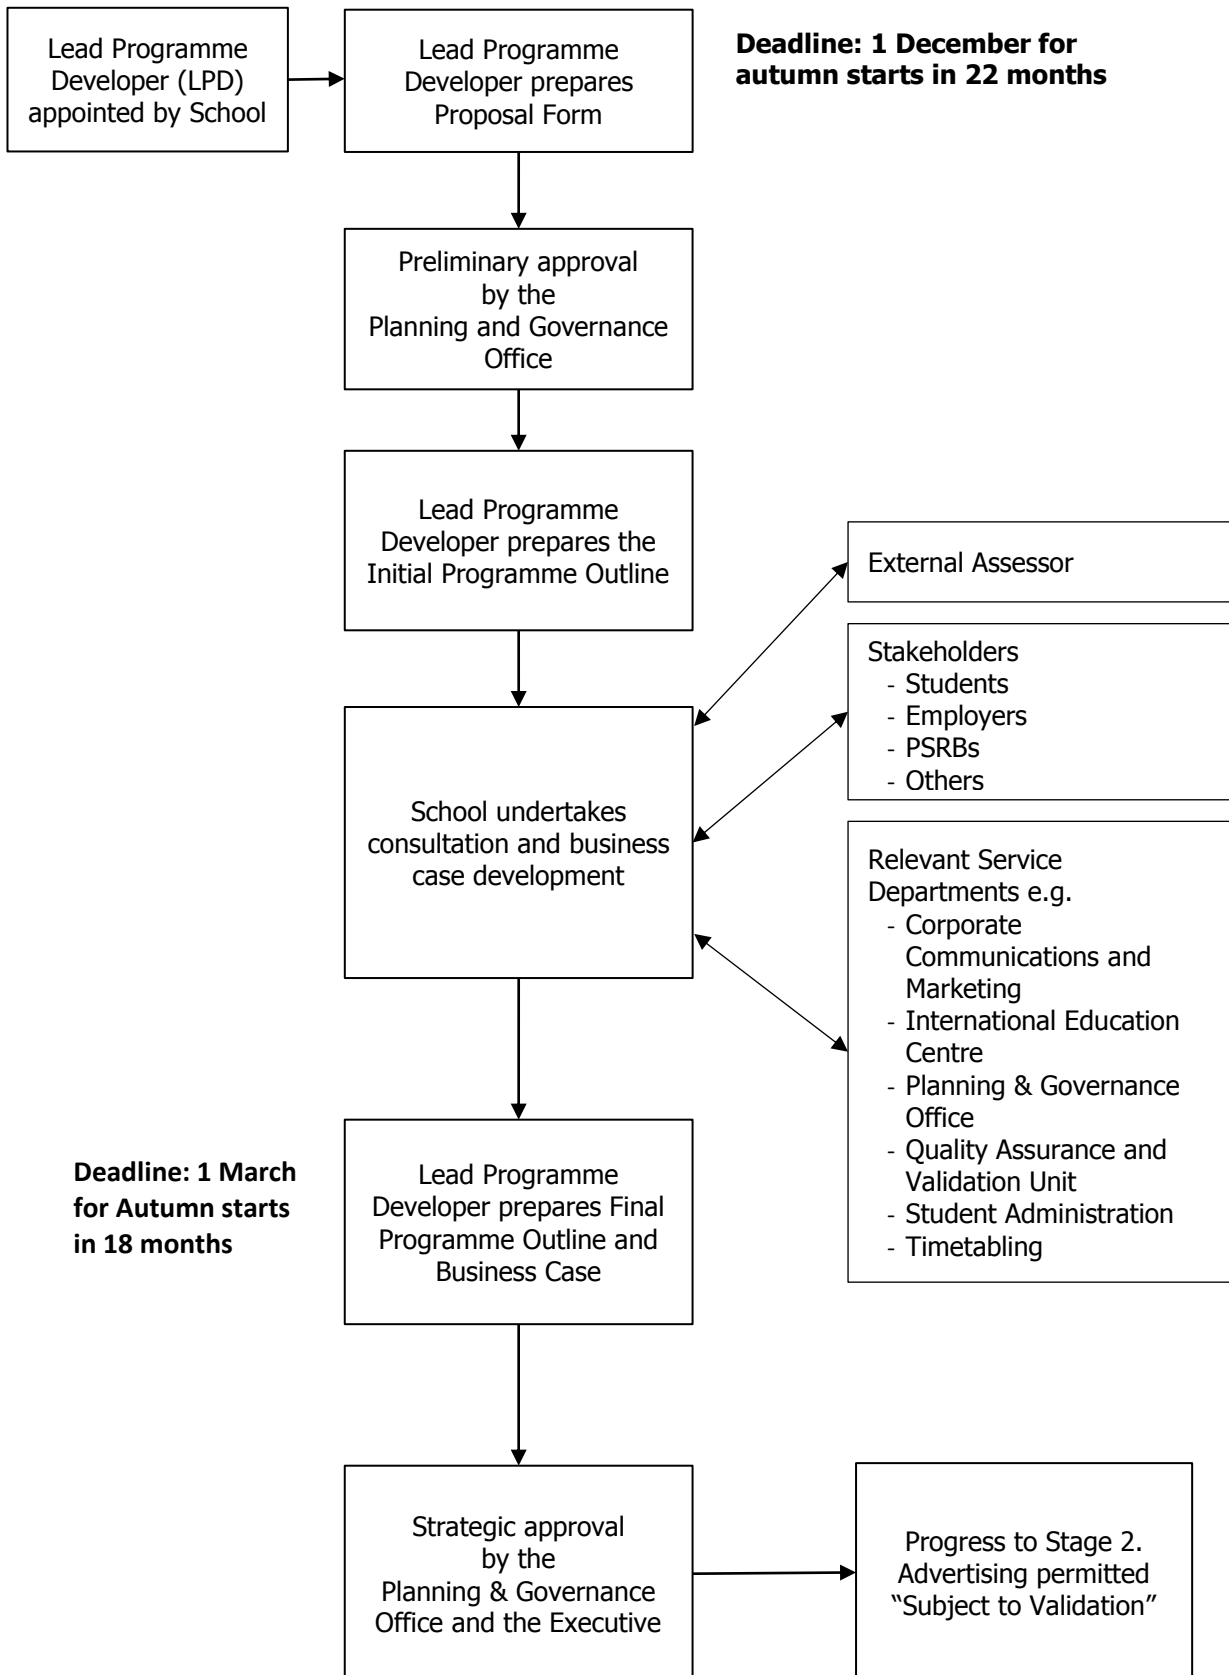 Lead Programme
Developer (LPD)
appointed by School
Lead Programme
Developer prepares
Proposal Form
Deadline: 1 December for
autumn starts in 22 months
Preliminary approval
by the
Planning and Governance
Office
Lead Programme
Developer prepares the
Initial Programme Outline
External Assessor
Stakeholders
- Students
- Employers
- PSRBs
- Others
School undertakes
consultation and business
case development
Relevant Service
Departments e.g.
- Corporate
Communications and
Marketing
- International Education
Centre
- Planning & Governance
Office
- Quality Assurance and
Validation Unit
- Student Administration
- Timetabling
Deadline: 1 March
for Autumn starts
in 18 months
Lead Programme
Developer prepares Final
Programme Outline and
Business Case
Strategic approval
by the
Planning & Governance
Office and the Executive
Progress to Stage 2.
Advertising permitted
“Subject to Validation”